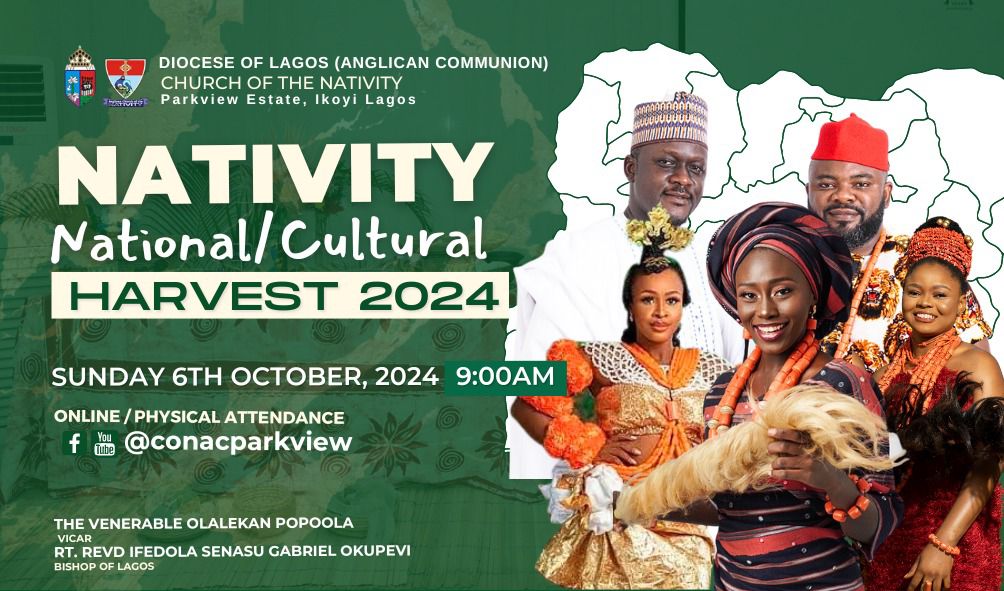 DIOCESE OF LAGOS (ANGLICAN COMMUNION)
CHURCH OF THE NATIVITY
Parkview Estate, Ikoyi Lagos
NATIVITY
National/Cultural
HARVEST 2024
SUNDAY 6TH OCTOBER, 2024 9:00AM
ONLINE / PHYSICAL ATTENDANCE
f You Tube @conacparkview
THE VENERABLE OLALEKAN POPOOLA
VICAR
RT. REVD IFEDOLA SENASU GABRIEL OKUPEVI
BISHOP OF LAGOS